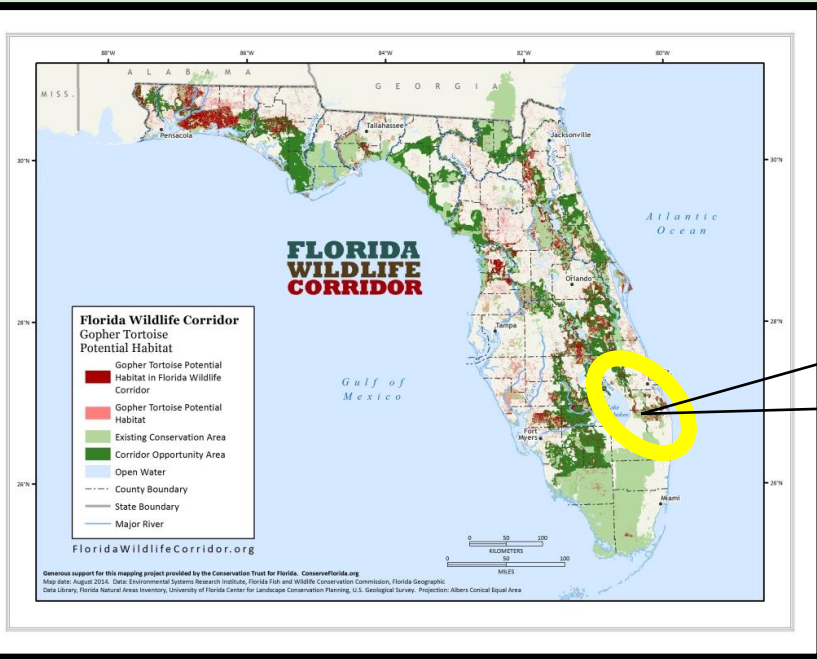 88°W 86°W 84°W 82°W 80°W
A L A B A M A
MISS.
G E O R G I A
Pensacola
Tallahassee
Jacksonville
30°N 30°N
Atlantic
Ocean
FLORIDA
WILDLIFE
CORRIDOR
Orlando
Florida Wildlife Corridor
Gopher Tortoise
Potential Habitat
Gopher Tortoise Potential
Habitat in Florida Wildlife
Corridor
Gopher Tortoise Potential
Habitat
Existing Conservation Area
Corridor Opportunity Area
Open Water
County Boundary
State Boundary
Major River
28°N 28°N
Tampa
Gulf of
Mexico
Lake
Fort
Myers
26°N 26°N
Miami
FloridaWildlifeCorridor.org
0 50 100
KILOMETERS
0 50 100
MILES
Generous support for this mapping project provided by the Conservation Trust for Florida. ConserveFlorida.org
Map date: August 2014. Data: Environmental Systems Research Institute, Florida Fish and Wildlife Conservation Commission, Florida Geographic
Data Library, Florida Natural Areas Inventory, University of Florida Center for Landscape Conservation Planning, U.S. Geological Survey. Projection: Albers Conical Equal Area